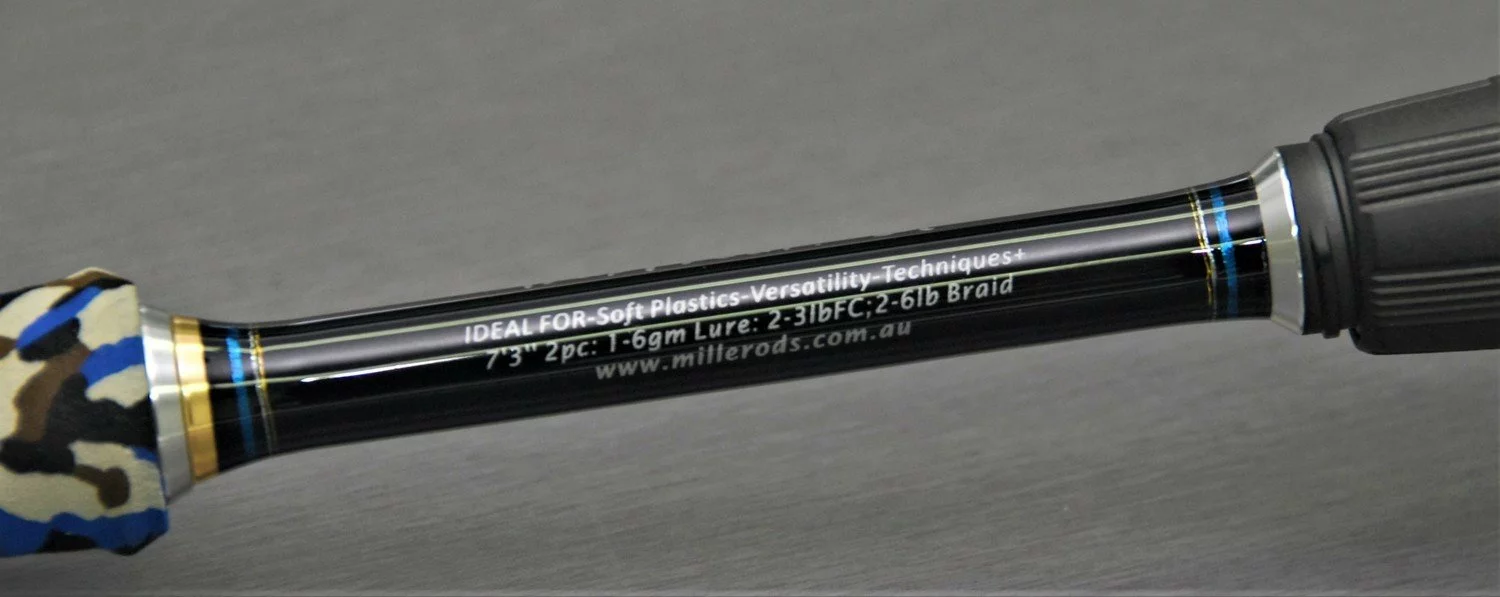 IDEAL FOR-Soft Plastics-Versatility-Techniques+
7'3" 2pc: 1-6gm Lure: 2-3lbFC;2-6lb Braid
www.millerods.com.au